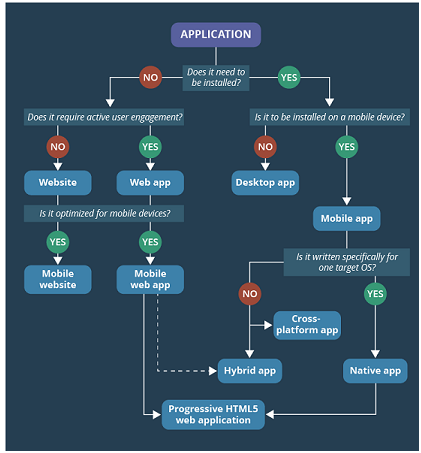 APPLICATION
Does it need to
be installed?
NO
YES
Does it require active user engagement?
Is it to be installed on a mobile device?
NO
YES
NO
YES
Website
Web app
Desktop app
Mobile app
Is it optimized for mobile devices?
YES
YES
Is it written specifically for
one target OS?
Mobile
website
Mobile
web app
NO
YES
Cross-
platform app
Hybrid app
Native app
Progressive HTML5
web application